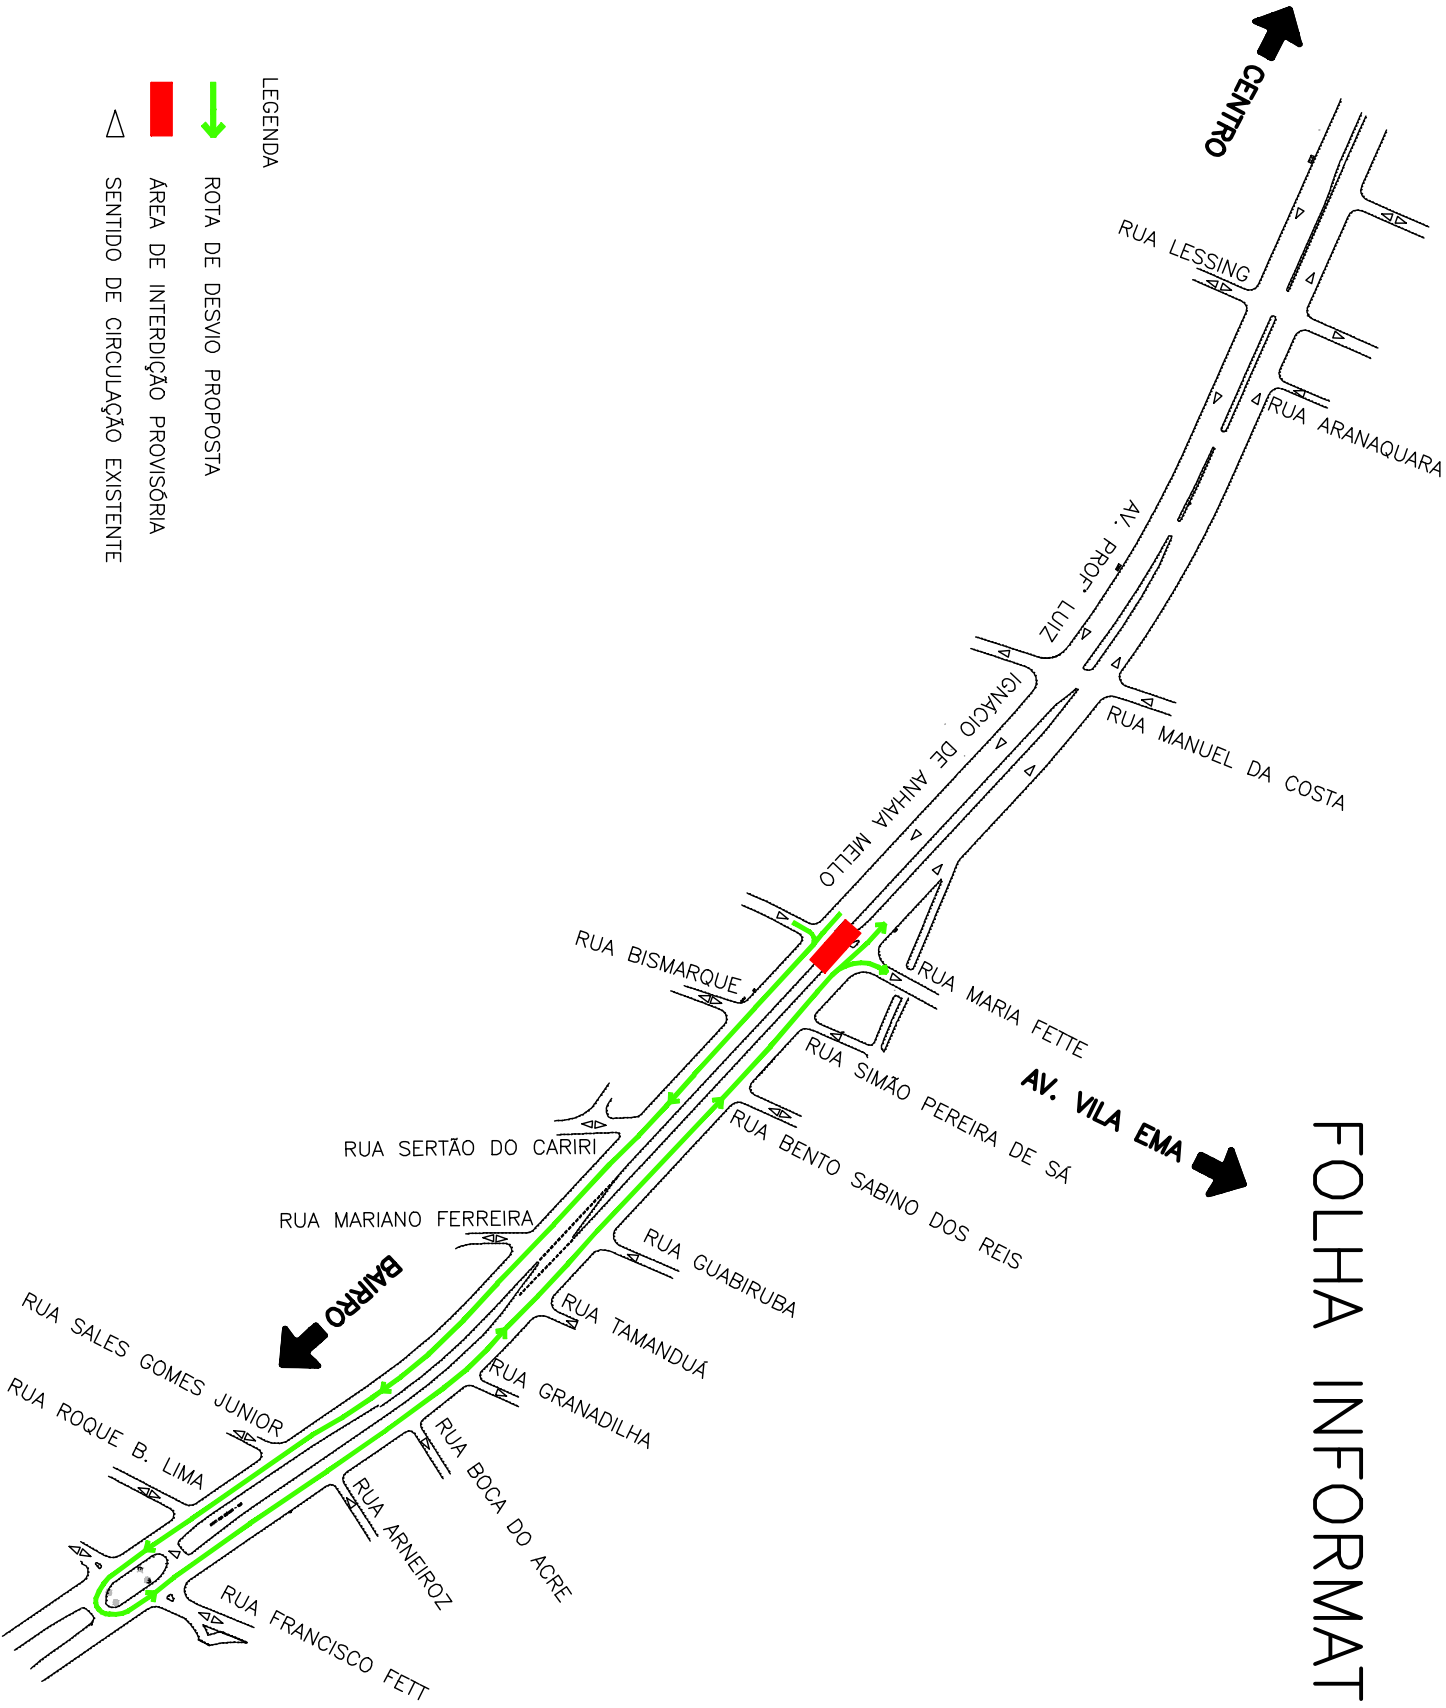 CENTRO
LEGENDA
ROTA DE DESVIO PROPOSTA
ÁREA DE INTERDIÇÃO PROVISÓRIA
SENTIDO DE CIRCULAÇÃO EXISTENTE
RUA LESSING
RUA ARANAQUARA
AV. PROF. LUIZ
IGNÁCIO DE ANHAIA MELLO
RUA MANUEL DA COSTA
RUA BISMARQUE
RUA MARIA FETTE
RUA SIMÃO PEREIRA DE SÁ
AV. VILA EMA
RUA BENTO SABINO DOS REIS
RUA SERTÃO DO CARIRI
RUA MARIANO FERREIRA
RUA GUABIRUBA
BAIRRO
RUA TAMANDUÁ
RUA SALES GOMES JUNIOR
RUA GRANADILHA
RUA ROQUE B. LIMA
RUA BOCA DO ACRE
RUA ARNEIROZ
RUA FRANCISCO FETT
FOLHA INFORMAT